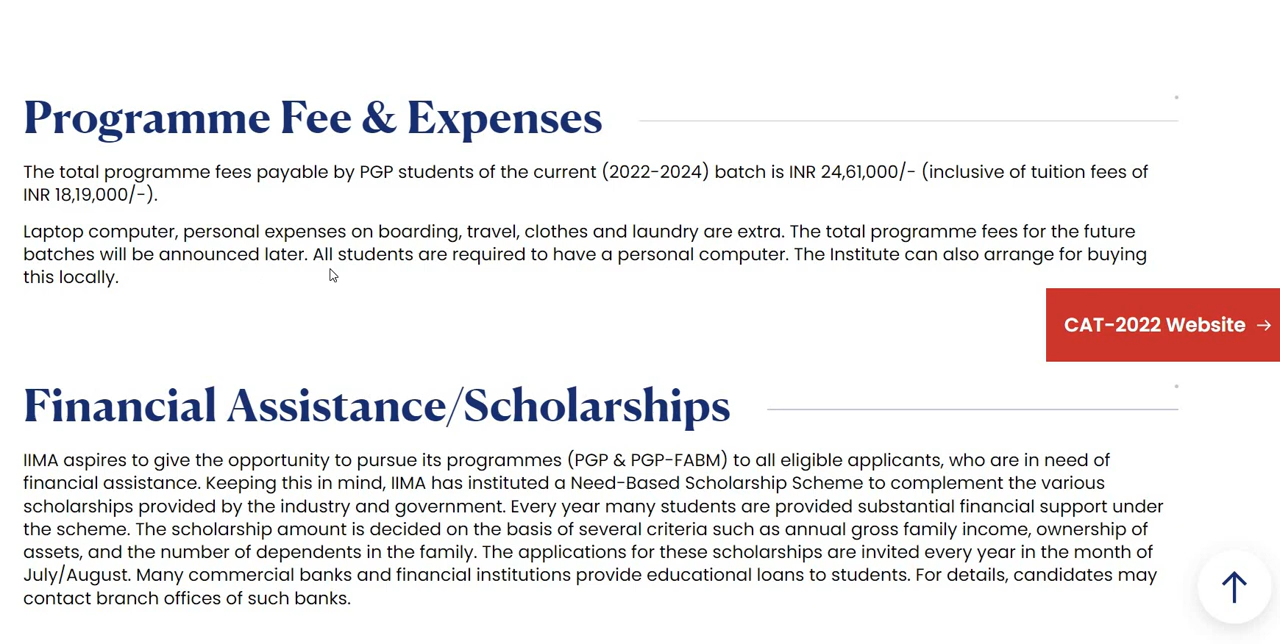 Programme Fee & Expenses
The total programme fees payable by PGP students of the current (2022-2024) batch is INR 24,61,000/- (inclusive of tuition fees of
INR 18,19,000/-).
Laptop computer, personal expenses on boarding, travel, clothes and laundry are extra. The total programme fees for the future
batches will be announced later. All students are required to have a personal computer. The Institute can also arrange for buying
this locally.
CAT-2022 Website →
Financial Assistance/Scholarships
IIMA aspires to give the opportunity to pursue its programmes (PGP & PGP-FABM) to all eligible applicants, who are in need of
financial assistance. Keeping this in mind, IIMA has instituted a Need-Based Scholarship Scheme to complement the various
scholarships provided by the industry and government. Every year many students are provided substantial financial support under
the scheme. The scholarship amount is decided on the basis of several criteria such as annual gross family income, ownership of
assets, and the number of dependents in the family. The applications for these scholarships are invited every year in the month of
July/August. Many commercial banks and financial institutions provide educational loans to students. For details, candidates may
contact branch offices of such banks.